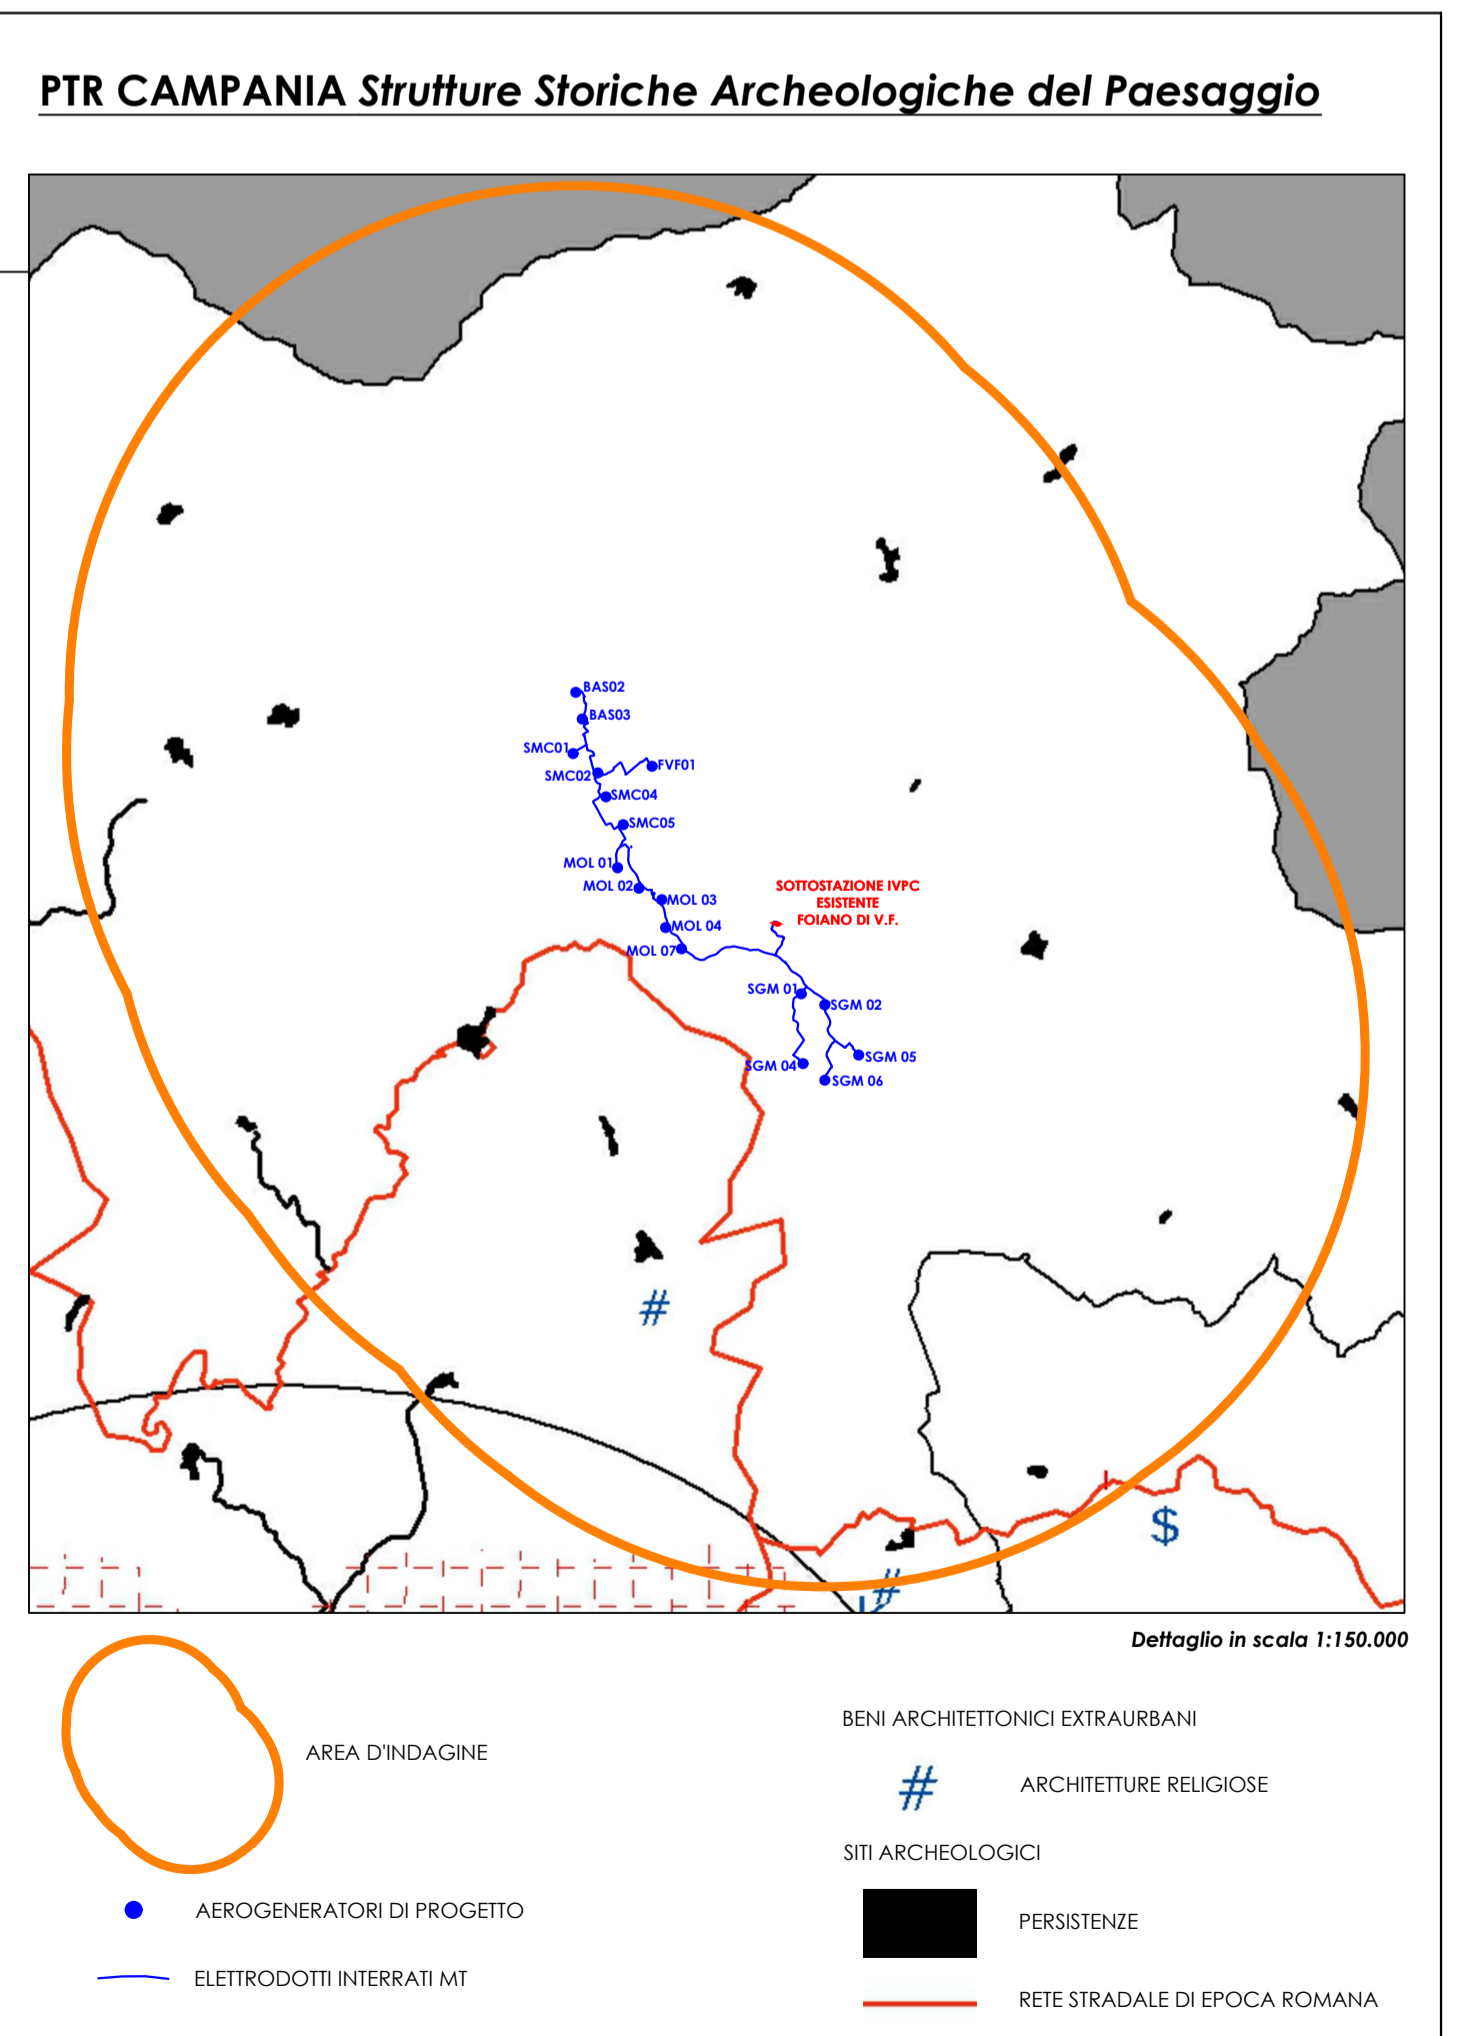 PTR CAMPANIA Strutture Storiche Archeologiche del Paesaggio
BAS02
BAS03
SMC01
SMC02
FVF01
SMC04
SMC05
MOL 01
MOL 02
MOL 03
MOL 04
MOL 07
SOTTOSTAZIONE IVPC
ESISTENTE
FOIANO DI V.F.
SGM 01
SGM 02
SGM 05
SGM 04
SGM 06
#
$
#
Dettaglio in scala 1:150.000
AREA D'INDAGINE
AEROGENERATORI DI PROGETTO
ELETTRODOTTI INTERRATI MT
BENI ARCHITETTONICI EXTRAURBANI
# ARCHITETTURE RELIGIOSE
SITI ARCHEOLOGICI
PERSISTENZE
RETE STRADALE DI EPOCA ROMANA